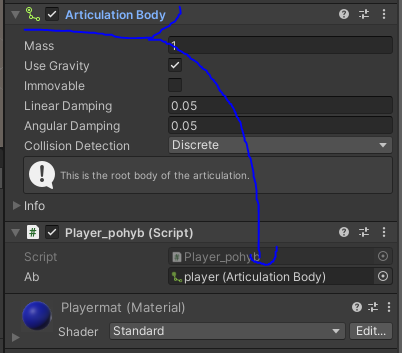 Articulation Body
Mass 1
Use Gravity
Immovable
Linear Damping 0.05
Angular Damping 0.05
Collision Detection Discrete
This is the root body of the articulation.
Info
# Player_pohyb (Script)
Script # Player_pohyb
Ab player (Articulation Body)
Playermat (Material)
Shader Standard Edit...